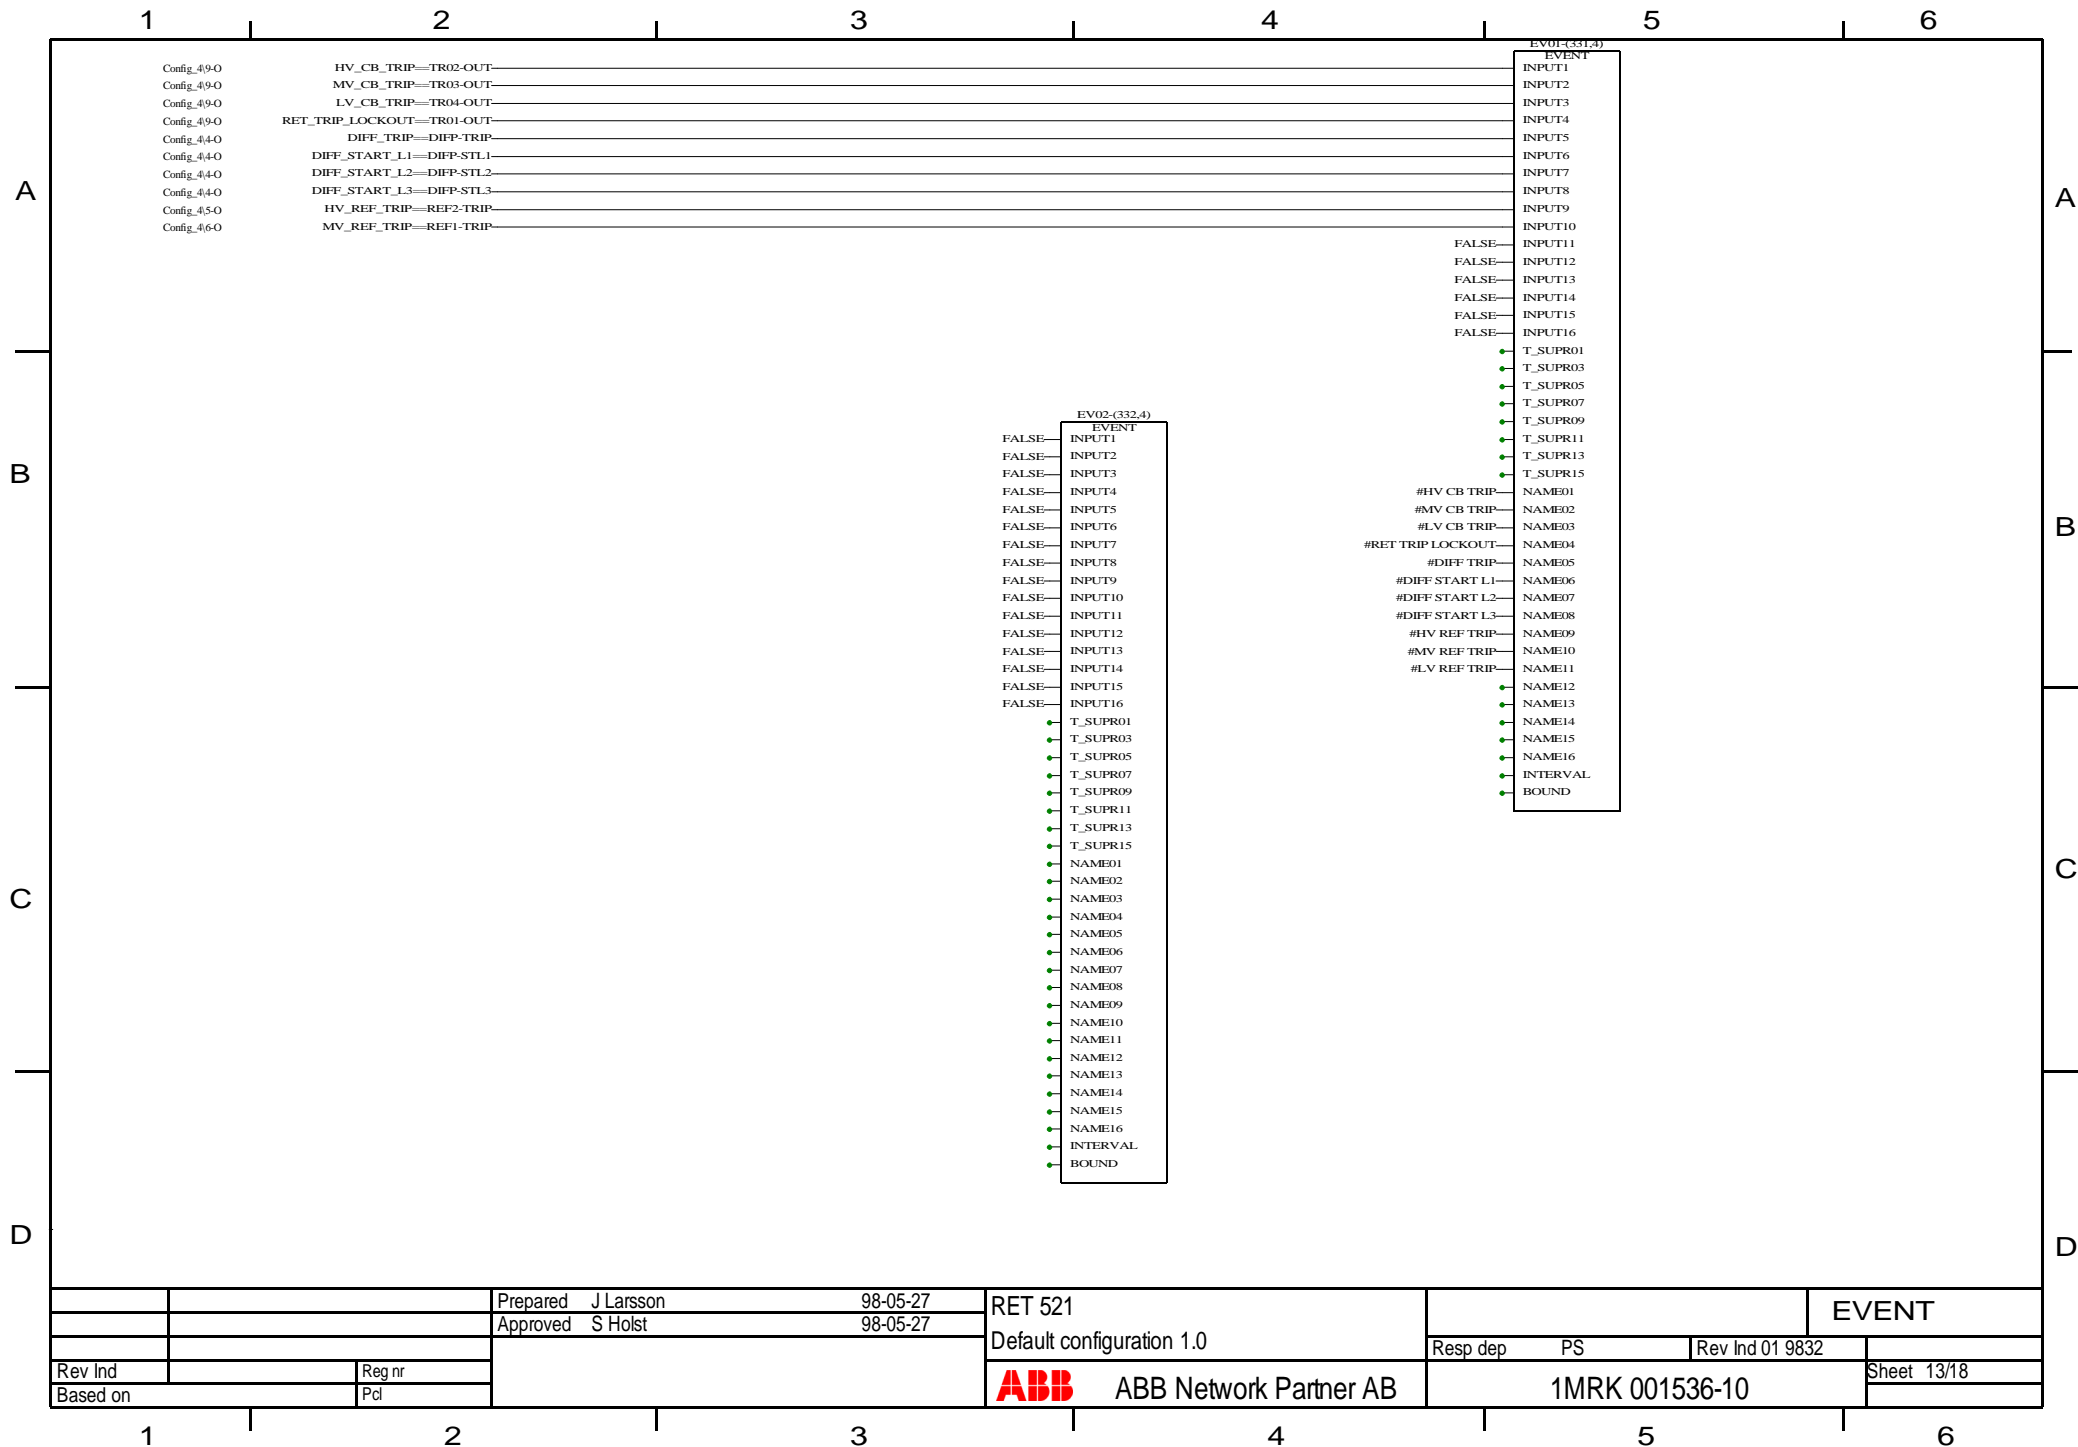 1 2 3 4 5 6
EV01-(331,4)
EVENT
Config_4\9-O HV_CB_TRIP==TR02-OUT INPUT1
Config_4\9-O MV_CB_TRIP==TR03-OUT INPUT2
Config_4\9-O LV_CB_TRIP==TR04-OUT INPUT3
Config_4\9-O RET_TRIP_LOCKOUT==TR01-OUT INPUT4
Config_4\4-O DIFF_TRIP==DIFP-TRIP INPUT5
Config_4\4-O DIFF_START_L1==DIFP-STL1 INPUT6
Config_4\4-O DIFF_START_L2==DIFP-STL2 INPUT7
Config_4\4-O DIFF_START_L3==DIFP-STL3 INPUT8
A A
Config_4\5-O HV_REF_TRIP==REF2-TRIP INPUT9
Config_4\6-O MV_REF_TRIP==REF1-TRIP INPUT10
FALSE INPUT11
FALSE INPUT12
FALSE INPUT13
FALSE INPUT14
FALSE INPUT15
FALSE INPUT16
T_SUPR01
T_SUPR03
T_SUPR05
T_SUPR07
T_SUPR09
T_SUPR11
T_SUPR13
T_SUPR15
#HV CB TRIP NAME01
#MV CB TRIP NAME02
#LV CB TRIP NAME03
#RET TRIP LOCKOUT NAME04
#DIFF TRIP NAME05
#DIFF START L1 NAME06
#DIFF START L2 NAME07
#DIFF START L3 NAME08
#HV REF TRIP NAME09
#MV REF TRIP NAME10
#LV REF TRIP NAME11
NAME12
NAME13
NAME14
NAME15
NAME16
INTERVAL
BOUND
EV02-(332,4)
EVENT
FALSE INPUT1
FALSE INPUT2
FALSE INPUT3
FALSE INPUT4
FALSE INPUT5
FALSE INPUT6
FALSE INPUT7
FALSE INPUT8
FALSE INPUT9
FALSE INPUT10
FALSE INPUT11
FALSE INPUT12
FALSE INPUT13
FALSE INPUT14
FALSE INPUT15
FALSE INPUT16
T_SUPR01
T_SUPR03
T_SUPR05
T_SUPR07
T_SUPR09
T_SUPR11
T_SUPR13
T_SUPR15
NAME01
NAME02
NAME03
NAME04
NAME05
NAME06
NAME07
NAME08
NAME09
NAME10
NAME11
NAME12
NAME13
NAME14
NAME15
NAME16
INTERVAL
BOUND
B B
C C
D D
Prepared J Larsson 98-05-27
Approved S Holst 98-05-27
Rev Ind Reg nr
Based on Pcl
RET 521
Default configuration 1.0
ABB ABB Network Partner AB
EVENT
Resp dep PS Rev Ind 01 9832
1MRK 001536-10
Sheet 13/18
1 2 3 4 5 6